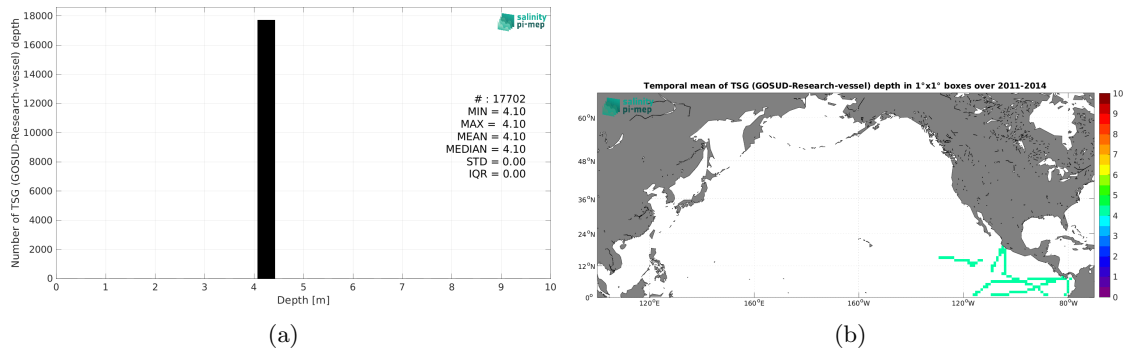 18000
16000
14000
12000
10000
8000
6000
4000
2000
0
Number of TSG (GOSUD-Research-vessel) depth
salinity
pi-mep
# : 17702
MIN = 4.10
MAX = 4.10
MEAN = 4.10
MEDIAN = 4.10
STD = 0.00
IQR = 0.00
0 1 2 3 4 5 6 7 8 9 10
Depth [m]
(a)
Temporal mean of TSG (GOSUD-Research-vessel) depth in 1°x1° boxes over 2011-2014
salinity
pi-mep
60°N
48°N
36°N
24°N
12°N
0°
120°E 160°E 160°W 120°W 80°W
10
9
8
7
6
5
4
3
2
1
0
(b)